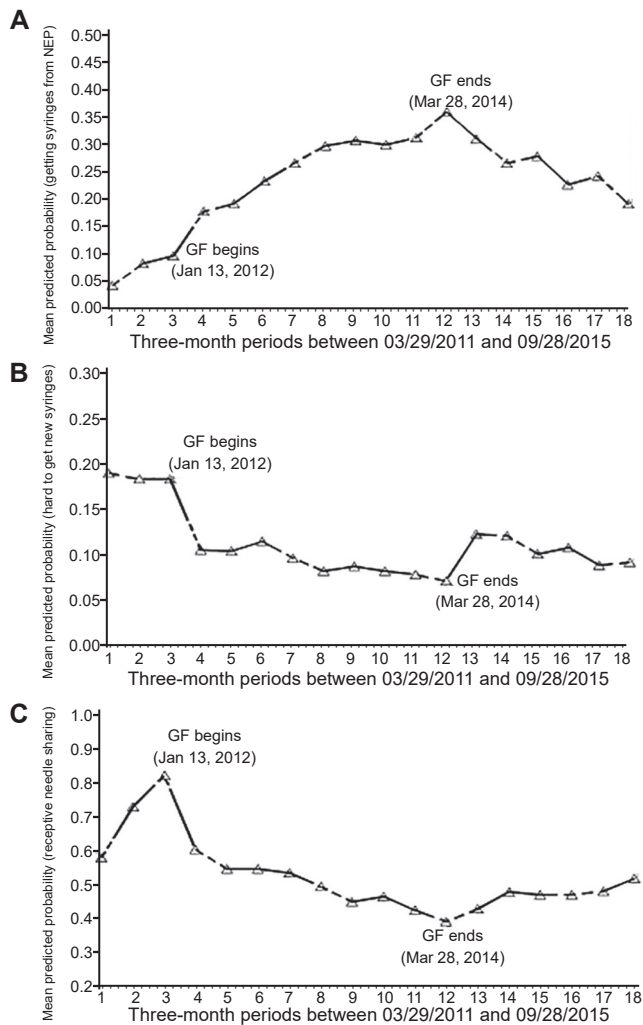 A
Mean predicted probability (getting syringes from NEP)
0.50
0.45
0.40
0.35
0.30
0.25
0.20
0.15
0.10
0.05
0.00
GF ends
(Mar 28, 2014)
GF begins
(Jan 13, 2012)
1 2 3 4 5 6 7 8 9 10 11 12 13 14 15 16 17 18
Three-month periods between 03/29/2011 and 09/28/2015
B
Mean predicted probability (hard to get new syringes)
0.30
0.20
0.15
0.10
0.05
0.00
GF begins
(Jan 13, 2012)
GF ends
(Mar 28, 2014)
1 2 3 4 5 6 7 8 9 10 11 12 13 14 15 16 17 18
Three-month periods between 03/29/2011 and 09/28/2015
C
Mean predicted probability (receptive needle sharing)
1.0
0.9
0.8
0.7
0.6
0.5
0.4
0.3
0.2
GF begins
(Jan 13, 2012)
GF ends
(Mar 28, 2014)
1 2 3 4 5 6 7 8 9 10 11 12 13 14 15 16 17 18
Three-month periods between 03/29/2011 and 09/28/2015